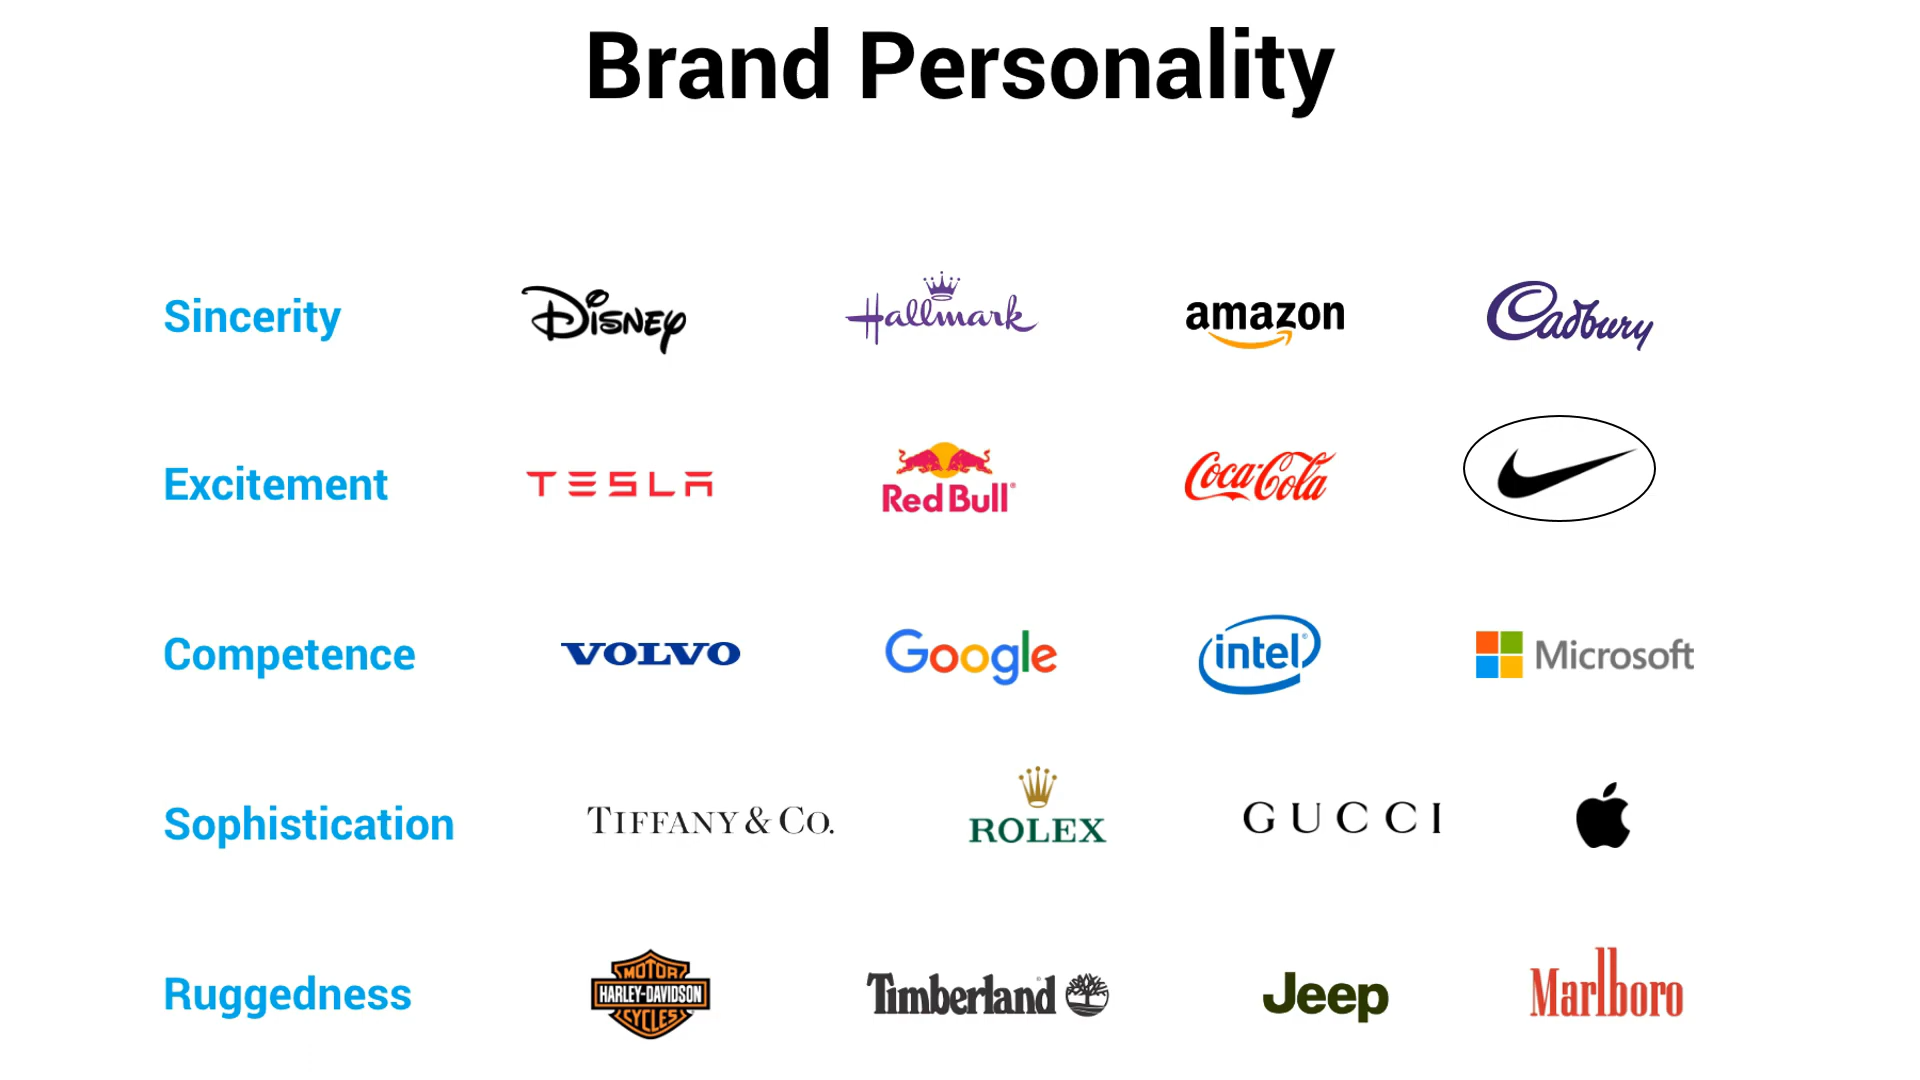 Brand Personality
Sincerity Disney Hallmark amazon Cadbury
Excitement TESLA Red Bull® Coca-Cola
Competence VOLVO Google intel® Microsoft
Sophistication TIFFANY & CO. ROLEX GUCCI
Ruggedness MOTOR HARLEY-DAVIDSON CYCLES Timberland® Jeep Marlboro